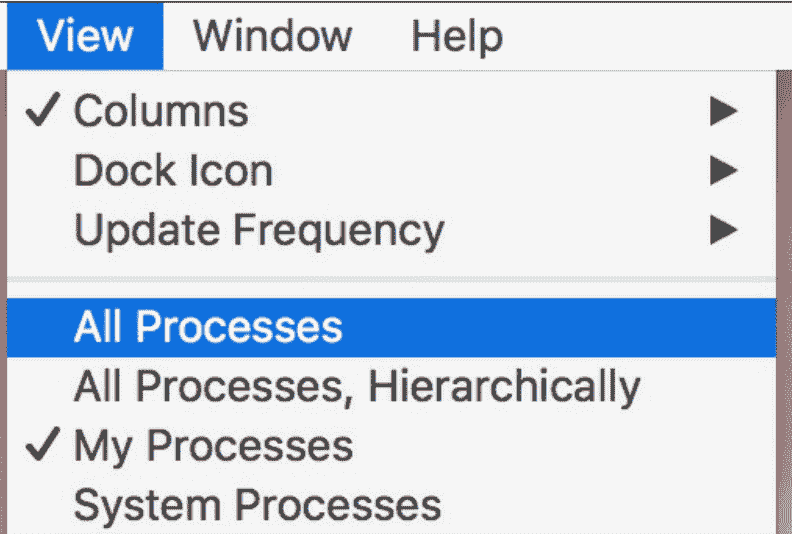 View Window Help
✓ Columns ▶
Dock Icon ▶
Update Frequency ▶
All Processes
All Processes, Hierarchically
✓ My Processes
System Processes